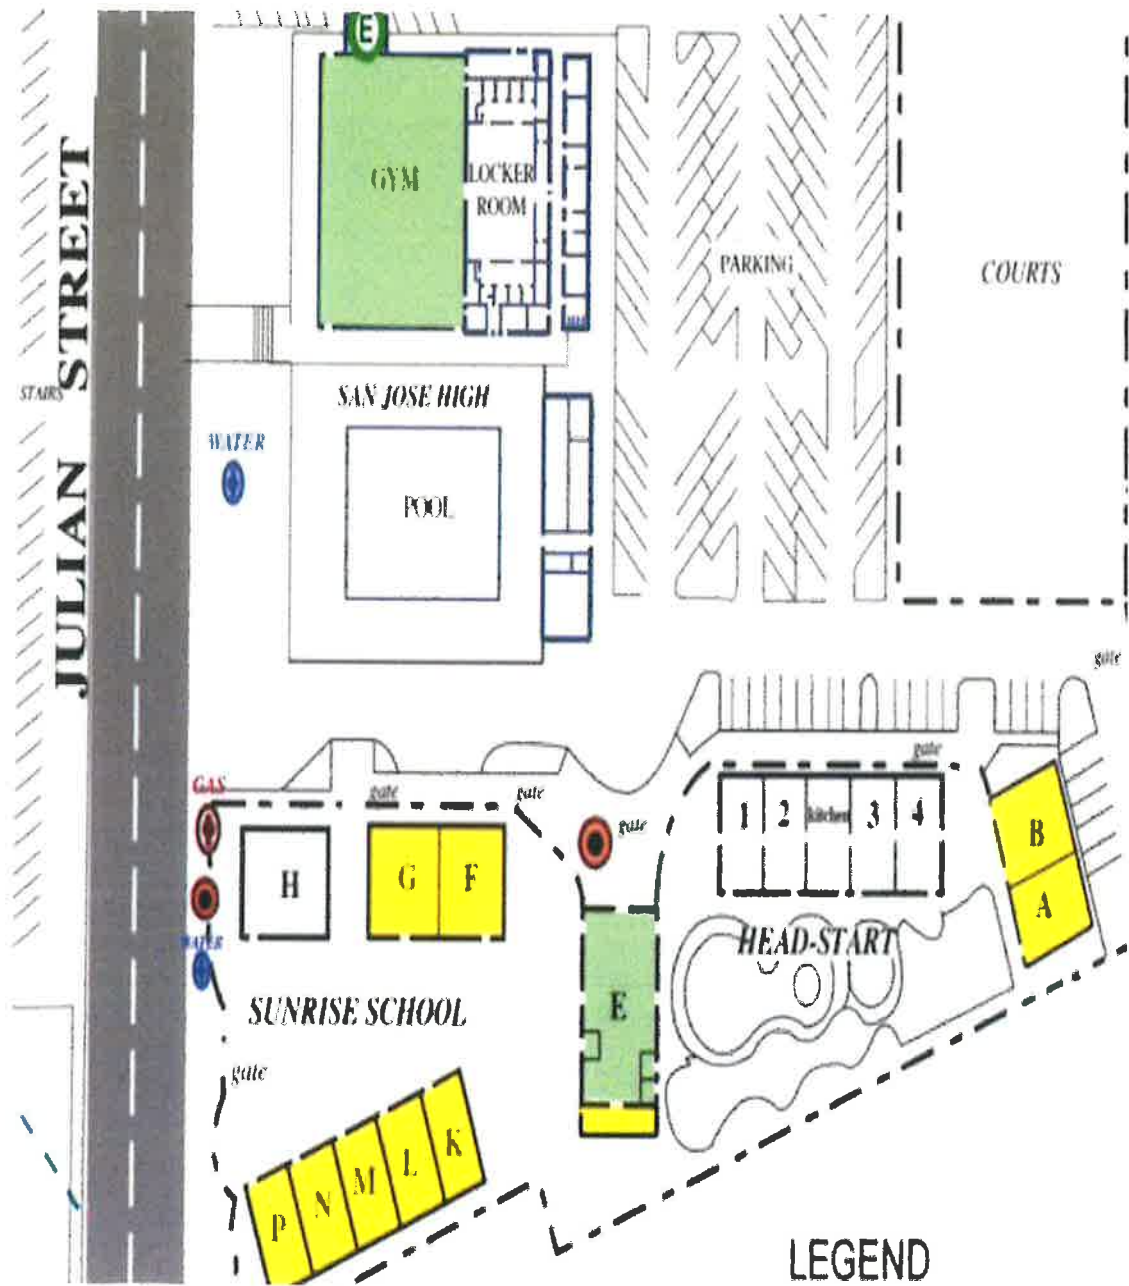 E
GYM
LOCKER
ROOM
PARKING
COURTS
JULIAN STREET
STAIRS
SAN JOSE HIGH
WATER
POOL
gate
gate
GAS
gate
gate
gate
1
2
kitchen
3
4
B
A
H
G
F
WATER
HEAD-START
E
SUNRISE SCHOOL
gate
K
L
M
N
P
LEGEND